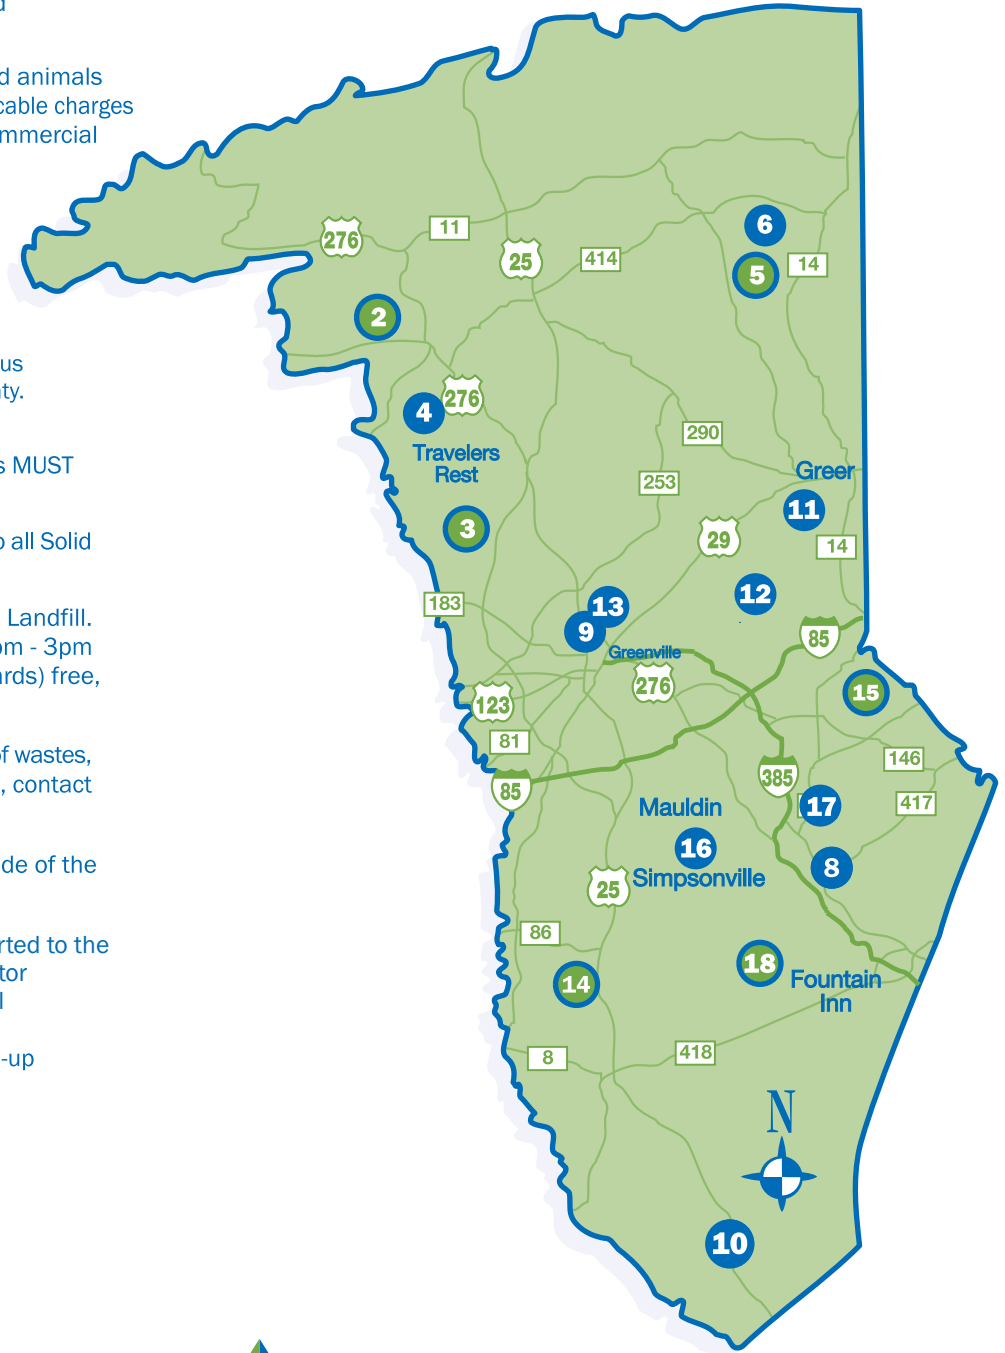 d animals
cable charges
mmercial
us
nty.
s MUST
o all Solid
Landfill.
om - 3pm
ards) free,
of wastes,
, contact
de of the
rted to the
tor
l
-up
6
11
276
25
414
14
5
2
276
4
Travelers
Rest
290
Greer
253
11
3
29
14
12
183
13
9
85
Greenville
276
15
123
81
146
385
85
417
Mauldin
17
16
8
Simpsonville
25
86
18
14
Fountain
Inn
418
8
N
10